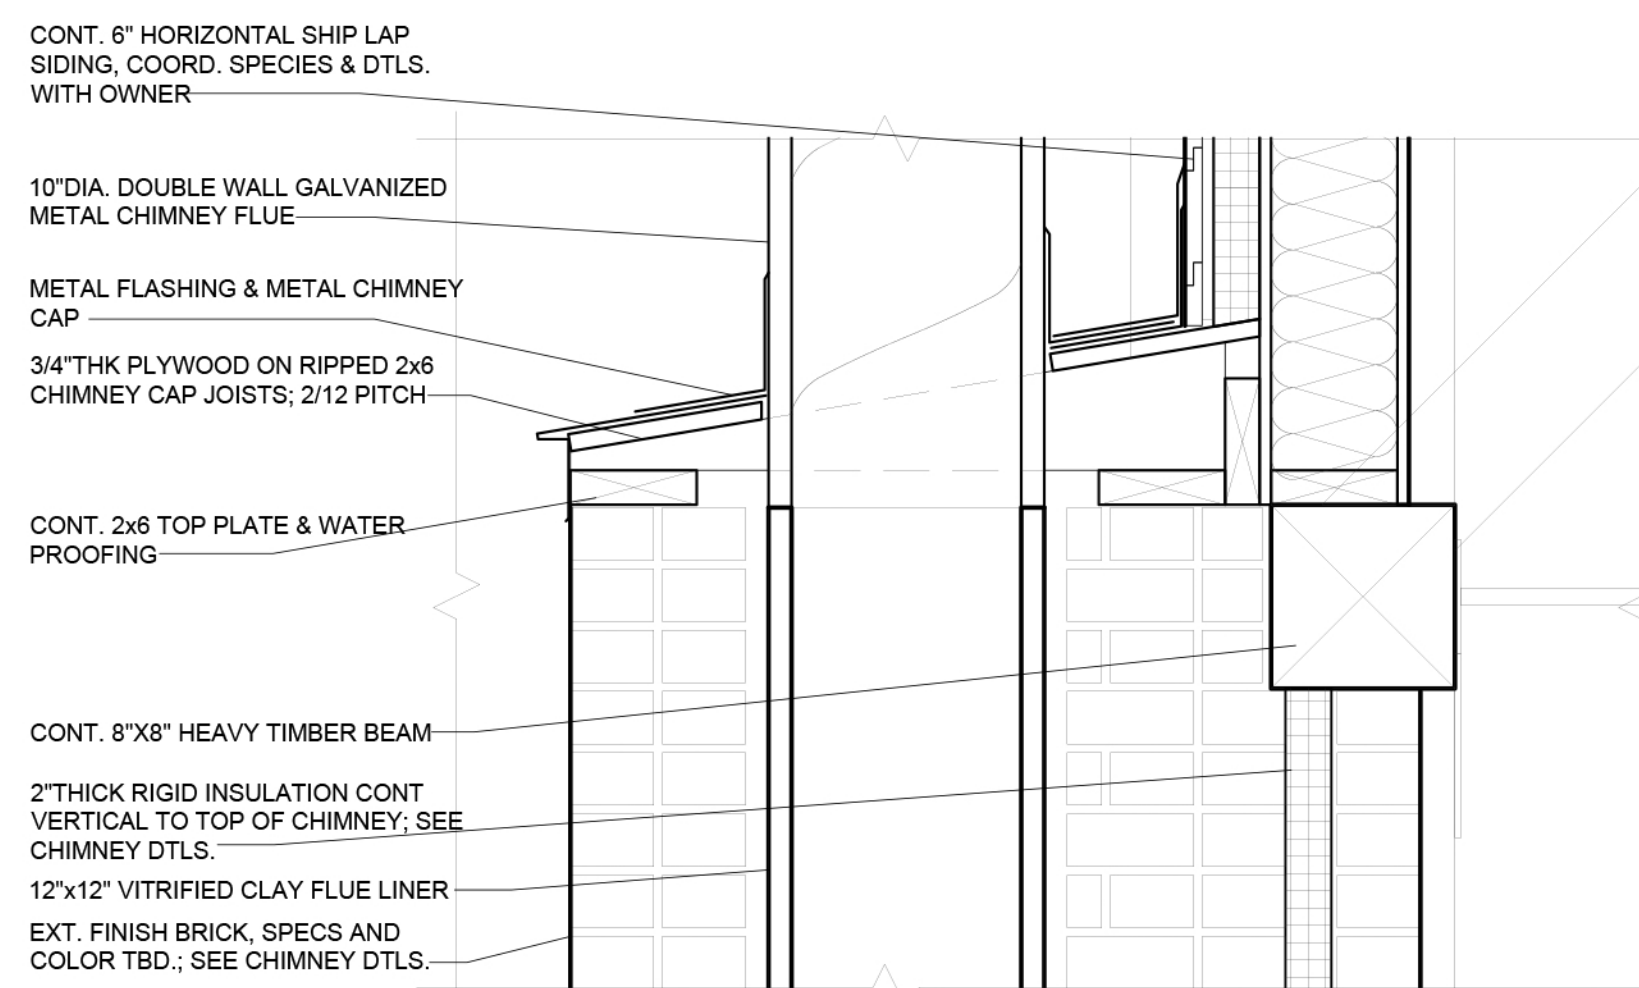 CONT. 6" HORIZONTAL SHIP LAP
SIDING, COORD. SPECIES & DTLS.
WITH OWNER
10"DIA. DOUBLE WALL GALVANIZED
METAL CHIMNEY FLUE
METAL FLASHING & METAL CHIMNEY
CAP
3/4"THK PLYWOOD ON RIPPED 2x6
CHIMNEY CAP JOISTS; 2/12 PITCH
CONT. 2x6 TOP PLATE & WATER
PROOFING
CONT. 8"X8" HEAVY TIMBER BEAM
2"THICK RIGID INSULATION CONT
VERTICAL TO TOP OF CHIMNEY; SEE
CHIMNEY DTLS.
12"x12" VITRIFIED CLAY FLUE LINER
EXT. FINISH BRICK, SPECS AND
COLOR TBD.; SEE CHIMNEY DTLS.